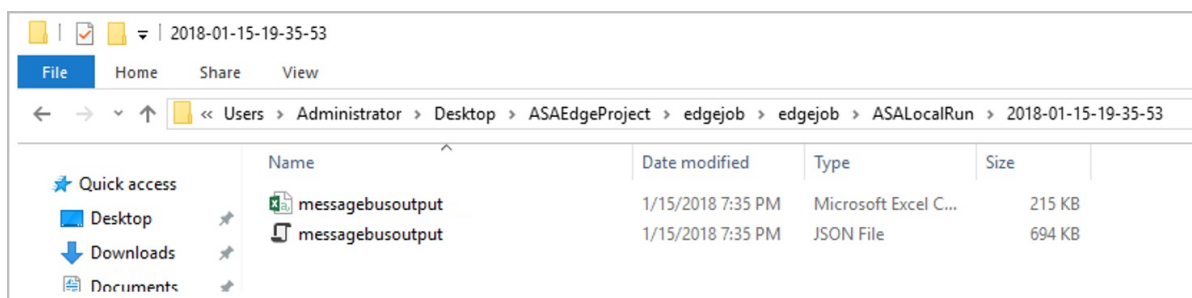 2018-01-15-19-35-53
File Home Share View
« Users > Administrator > Desktop > ASAEdgeProject > edgejob > edgejob > ASALocalRun > 2018-01-15-19-35-53
Name Date modified Type Size
Quick access
messagebusoutput 1/15/2018 7:35 PM Microsoft Excel C... 215 KB
Desktop
messagebusoutput 1/15/2018 7:35 PM JSON File 694 KB
Downloads
Documents